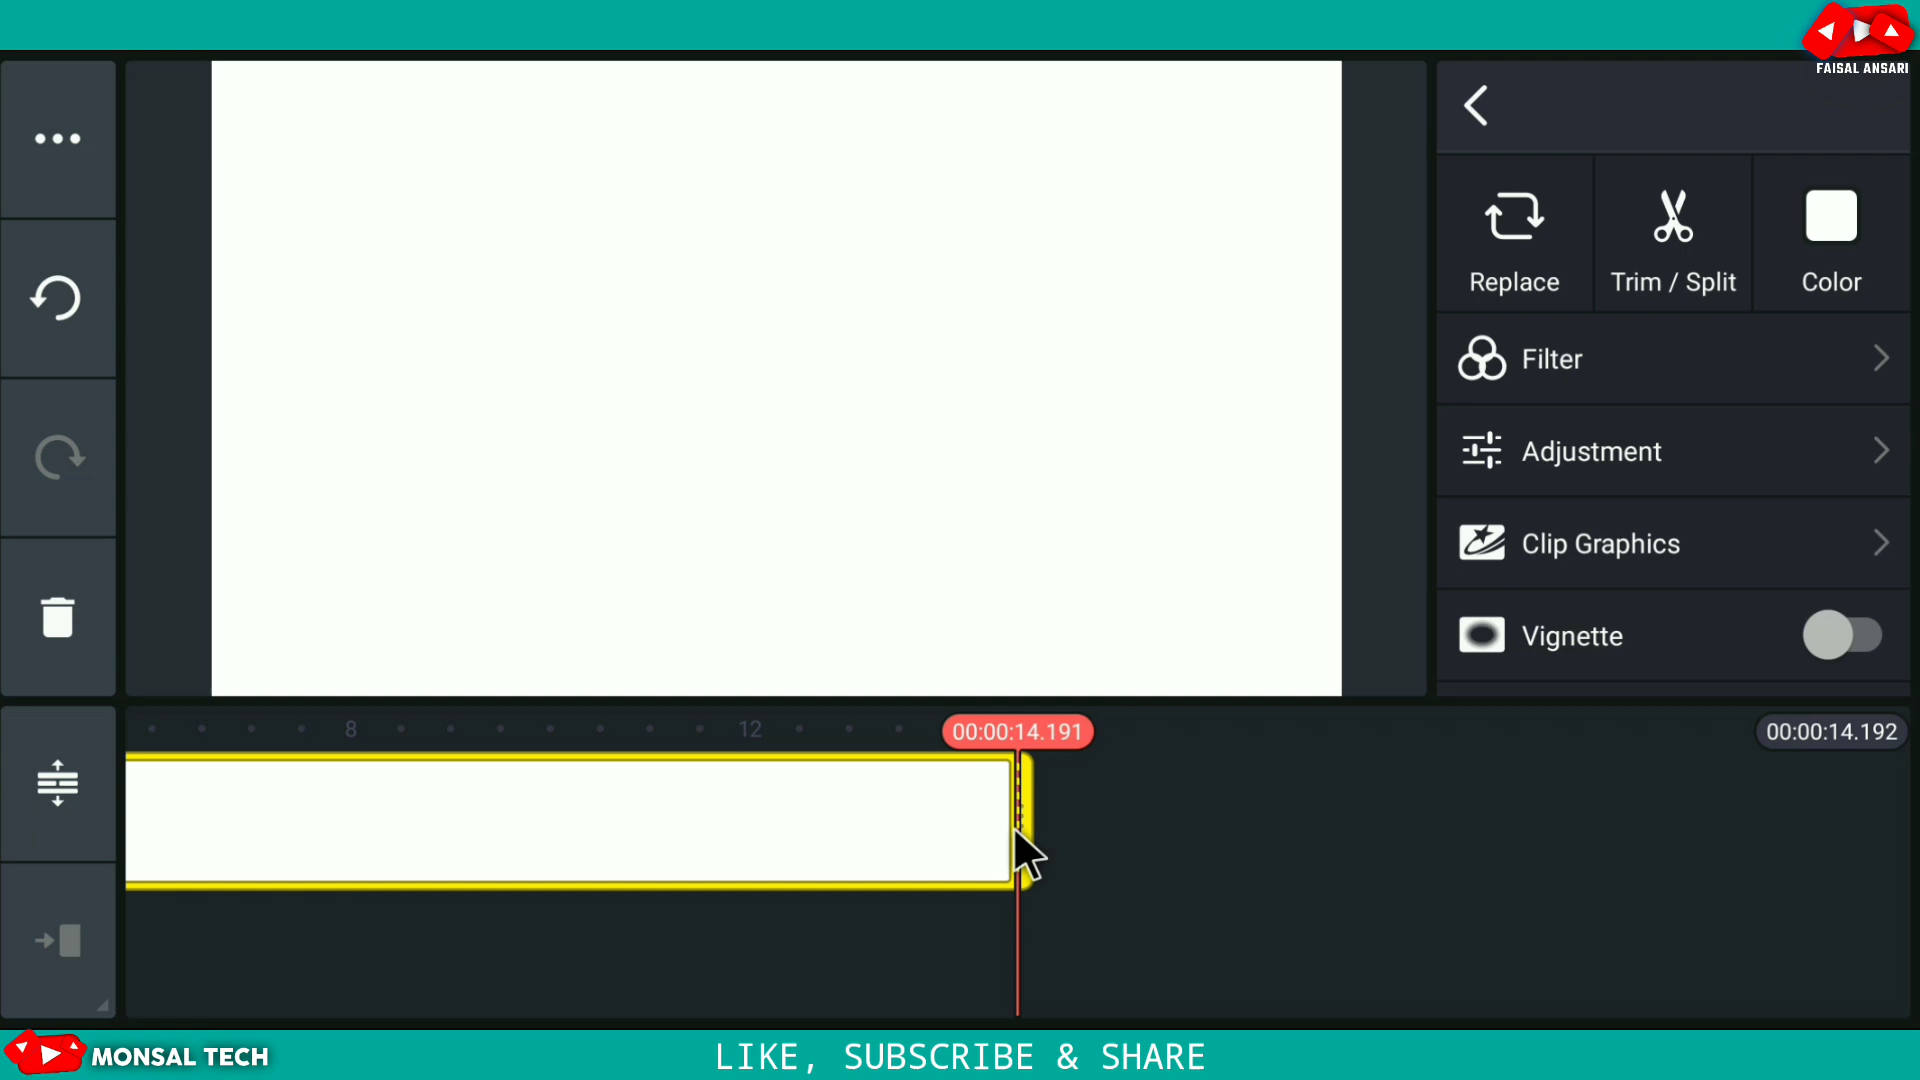 FAISAL ANSARI
Replace
Trim / Split
Color
Filter
Adjustment
Clip Graphics
Vignette
8
12
00:00:14.191
00:00:14.192
MONSAL TECH
LIKE, SUBSCRIBE & SHARE